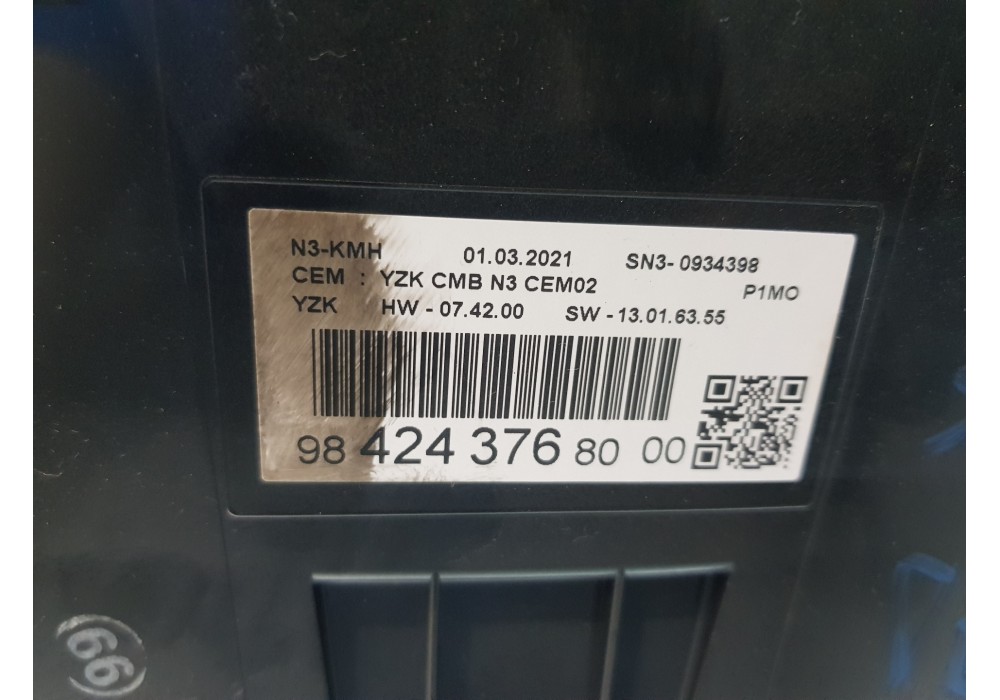 N3-KMH 01.03.2021 SN3- 0934398
CEM : YZK CMB N3 CEM02 P1MO
YZK HW - 07.42.00 SW - 13.01.63.55
98 424 376 80 00
(66)